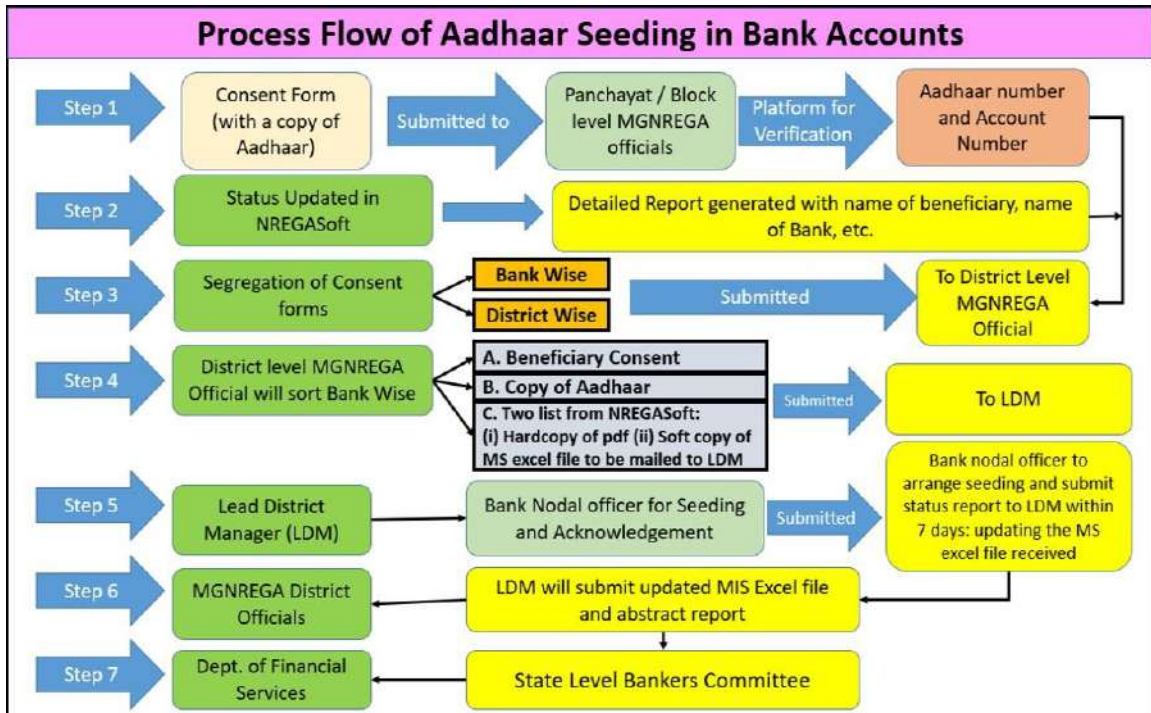 Process Flow of Aadhaar Seeding in Bank Accounts
Step 1
Consent Form
(with a copy of
Aadhaar)
Submitted to
Panchayat / Block
level MGNREGA
officials
Platform for
Verification
Aadhaar number
and Account
Number
Step 2
Status Updated in
NREGASoft
Detailed Report generated with name of beneficiary, name
of Bank, etc.
Step 3
Segregation of Consent
forms
Bank Wise
District Wise
Submitted
To District Level
MGNREGA
Official
Step 4
District level MGNREGA
Official will sort Bank Wise
A. Beneficiary Consent
B. Copy of Aadhaar
C. Two list from NREGASoft:
(i) Hardcopy of pdf (ii) Soft copy of
MS excel file to be mailed to LDM
Submitted
To LDM
Step 5
Lead District
Manager (LDM)
Bank Nodal officer for Seeding
and Acknowledgement
Submitted
Bank nodal officer to
arrange seeding and submit
status report to LDM within
7 days: updating the MS
excel file received
Step 6
MGNREGA District
Officials
LDM will submit updated MIS Excel file
and abstract report
Step 7
Dept. of Financial
Services
State Level Bankers Committee